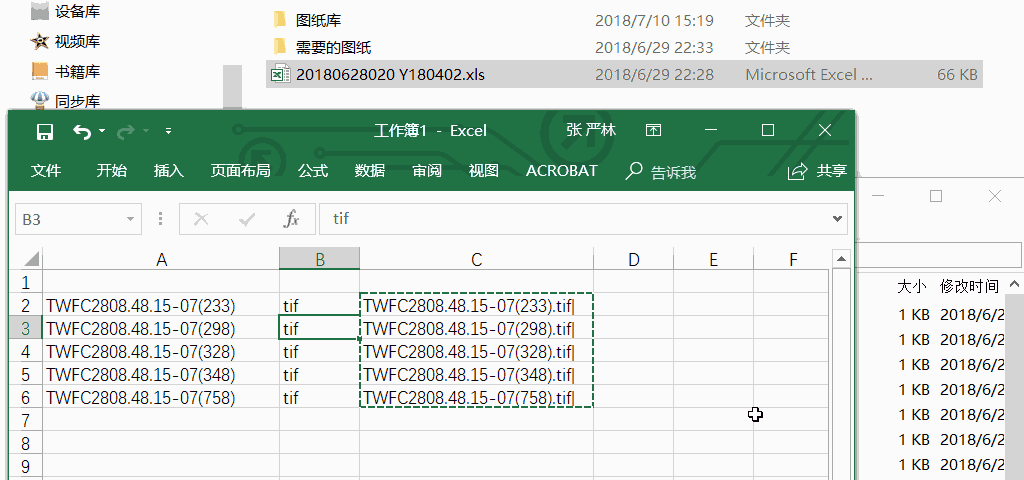 设备库
视频库
书籍库
同步库
图纸库 2018/7/10 15:19 文件夹
需要的图纸 2018/6/29 22:33 文件夹
20180628020 Y180402.xls 2018/6/29 22:28 Microsoft Excel ... 66 KB
工作簿1 - Excel 张 严林
文件 开始 插入 页面布局 公式 数据 审阅 视图 ACROBAT 告诉我 共享
B3 fx tif
A B C D E F
1
2 TWFC2808.48.15-07(233) tif TWFC2808.48.15-07(233).tif|
3 TWFC2808.48.15-07(298) tif TWFC2808.48.15-07(298).tif|
4 TWFC2808.48.15-07(328) tif TWFC2808.48.15-07(328).tif|
5 TWFC2808.48.15-07(348) tif TWFC2808.48.15-07(348).tif|
6 TWFC2808.48.15-07(758) tif TWFC2808.48.15-07(758).tif|
7
8
9
大小 修改时间
1 KB 2018/6/2
1 KB 2018/6/2
1 KB 2018/6/2
1 KB 2018/6/2
1 KB 2018/6/2
1 KB 2018/6/2
1 KB 2018/6/2